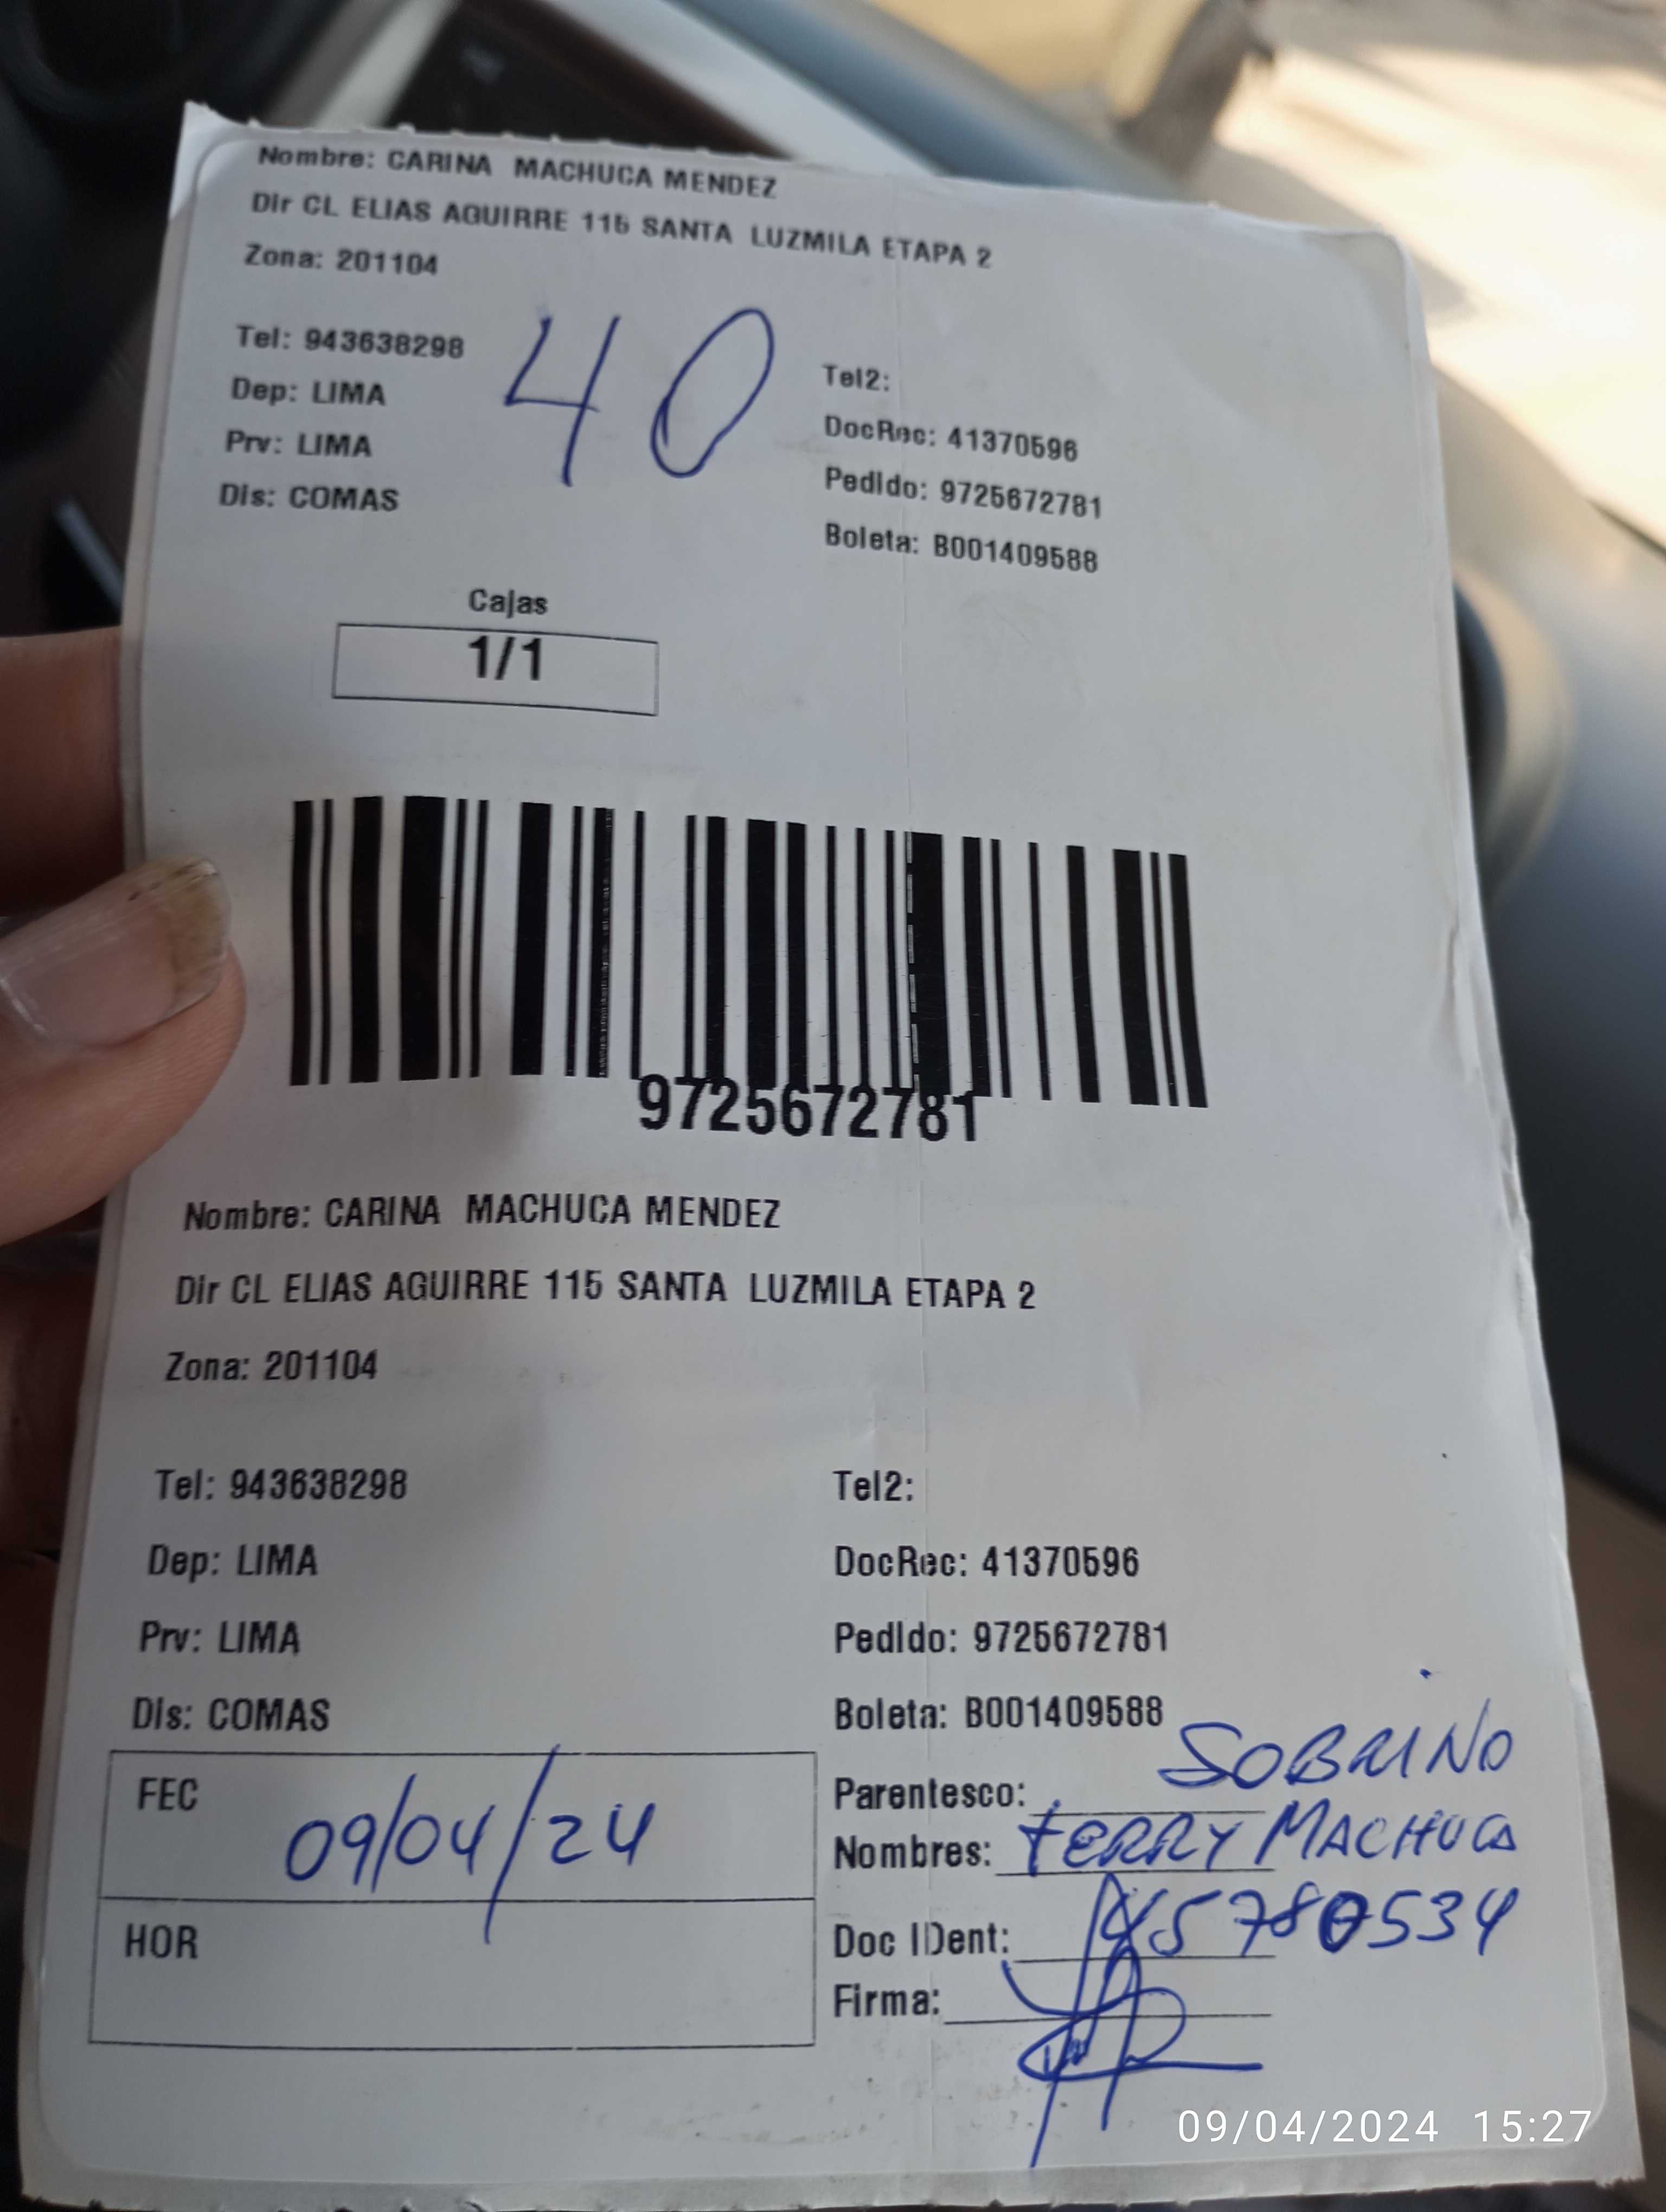 Nombre: CARINA MACHUCA MENDEZ
Dir CL ELIAS AGUIRRE 115 SANTA LUZMILA ETAPA 2
Zona: 201104
40
Tel: 943638298
Tel2:
Dep: LIMA
DocRec: 41370596
Prv: LIMA
Pedido: 9725672781
Dis: COMAS
Boleta: B001409588
Cajas
1/1
9725672781
Nombre: CARINA MACHUCA MENDEZ
Dir CL ELIAS AGUIRRE 115 SANTA LUZMILA ETAPA 2
Zona: 201104
Tel: 943638298
Tel2:
Dep: LIMA
DocRec: 41370596
Prv: LIMA
Pedido: 9725672781
Dis: COMAS
Boleta: B001409588
FEC 09/04/24
HOR
Parentesco: SOBRINO
Nombres: TERRY MACHUCA
Doc IDent: 45780534
Firma:
09/04/2024 15:27